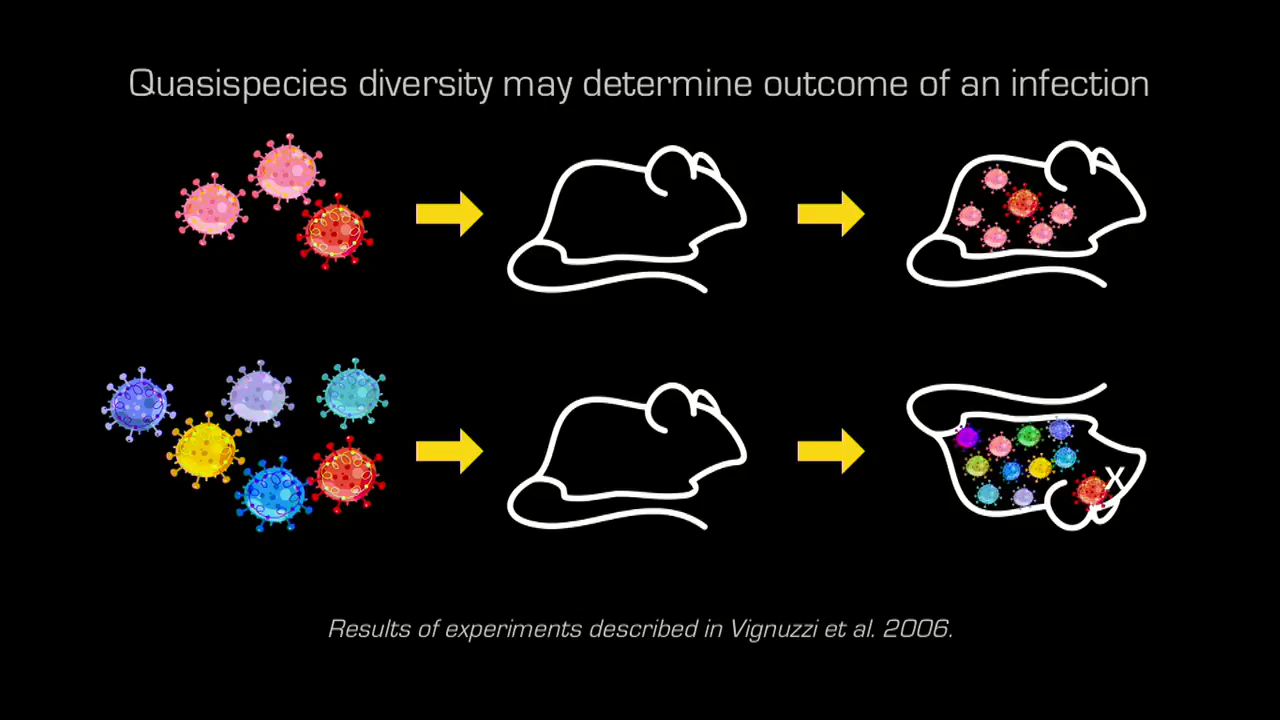 Quasispecies diversity may determine outcome of an infection
X
Results of experiments described in Vignuzzi et al. 2006.